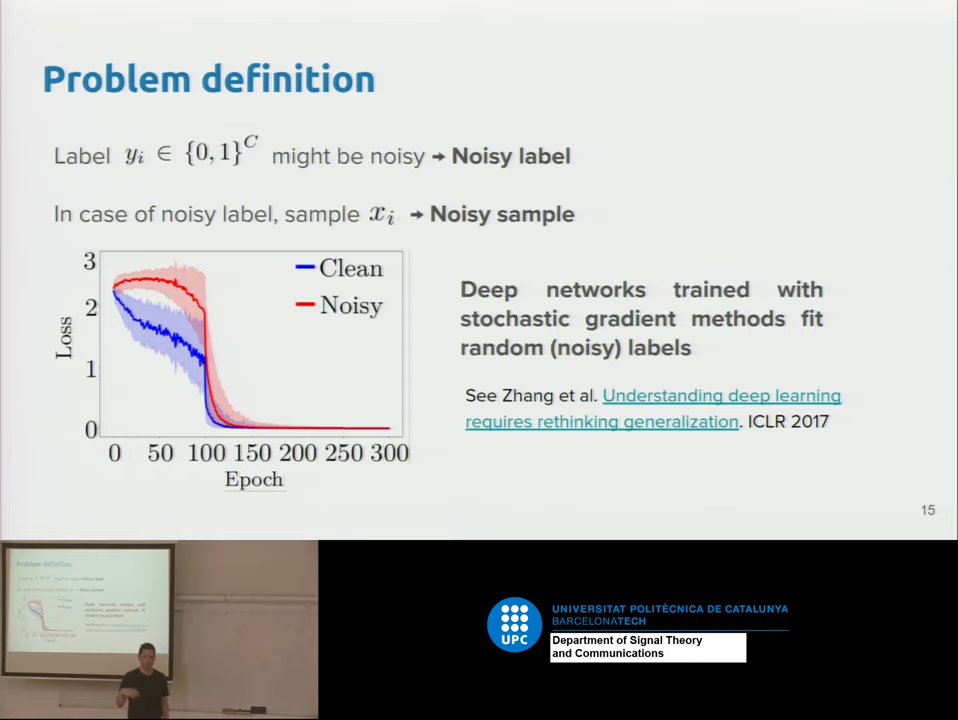 Problem definition
Label y_i ∈ {0, 1}^C might be noisy → Noisy label
In case of noisy label, sample x_i → Noisy sample
3
2
1
0
Loss
Clean
Noisy
0 50 100 150 200 250 300
Epoch
Deep networks trained with
stochastic gradient methods fit
random (noisy) labels
See Zhang et al. Understanding deep learning
requires rethinking generalization. ICLR 2017
15
Problem definition
UPC
UNIVERSITAT POLITÈCNICA DE CATALUNYA
BARCELONATECH
Department of Signal Theory
and Communications